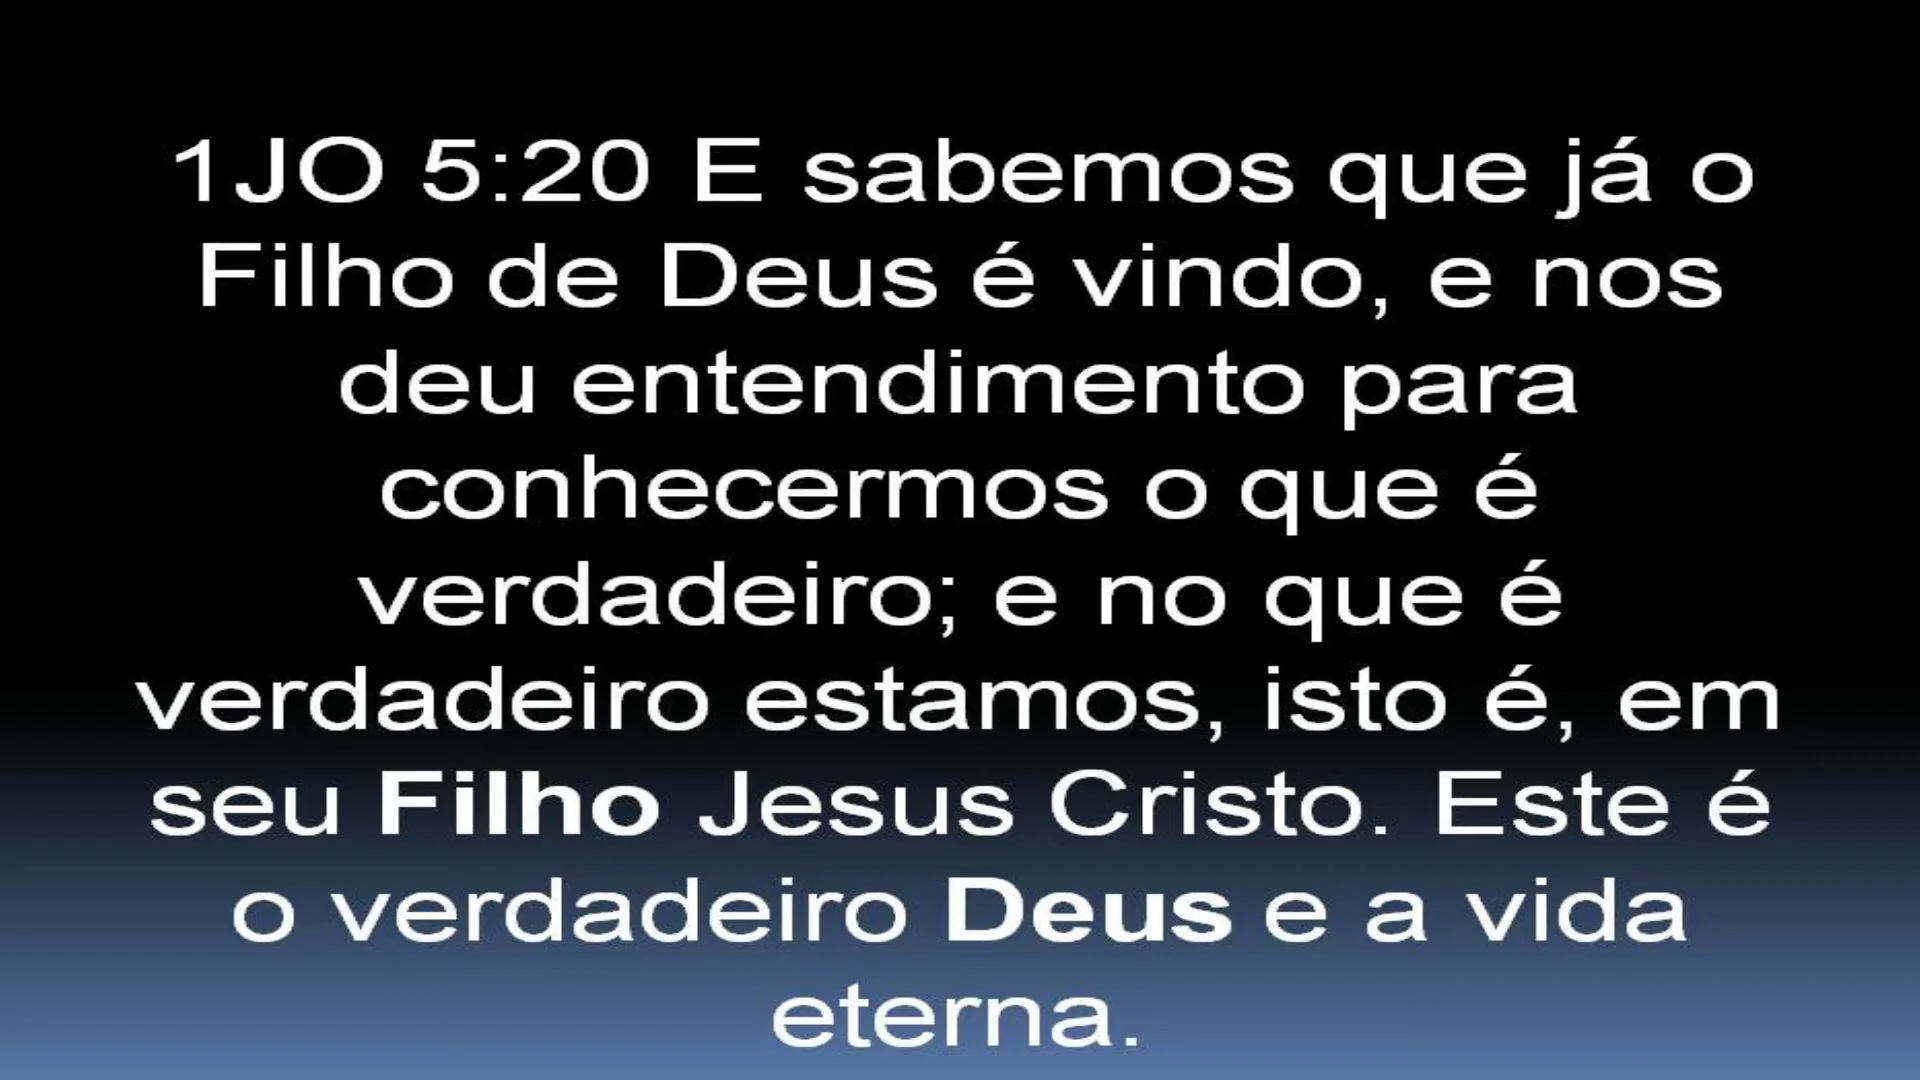 1JO 5:20 E sabemos que já o
Filho de Deus é vindo, e nos
deu entendimento para
conhecermos o que é
verdadeiro; e no que é
verdadeiro estamos, isto é, em
seu Filho Jesus Cristo. Este é
o verdadeiro Deus e a vida
eterna.